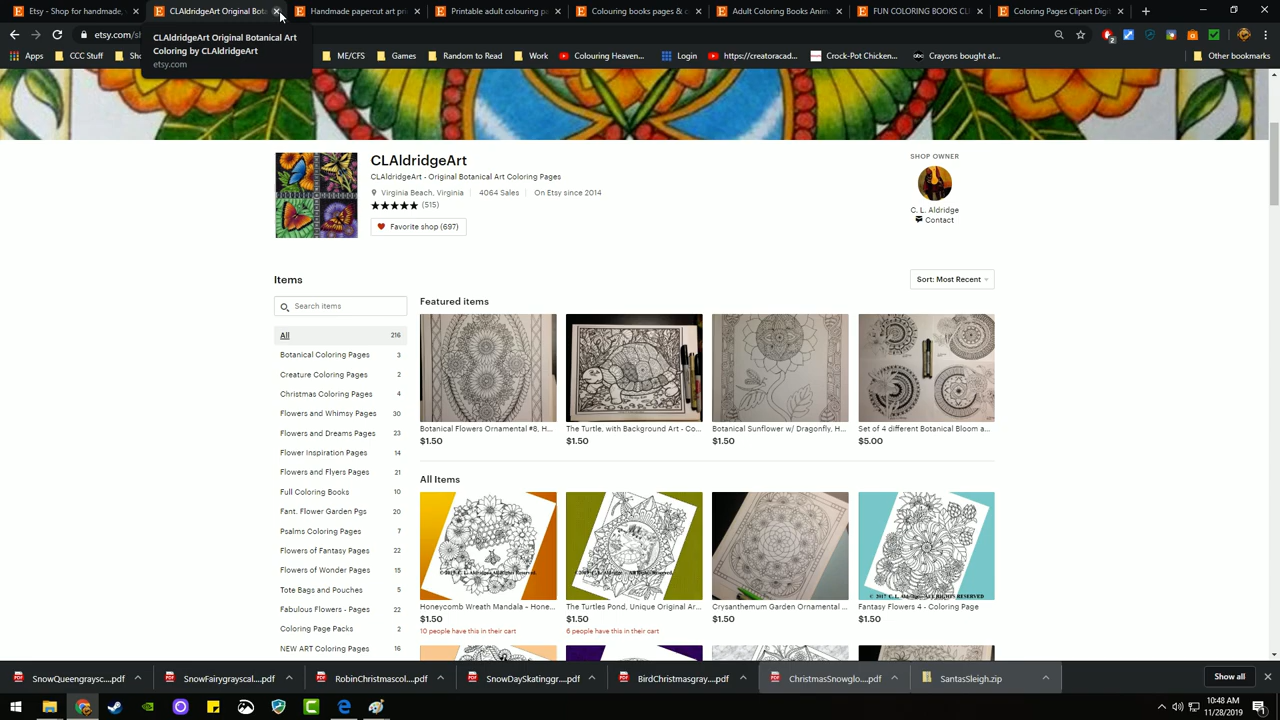 Etsy - Shop for handmade,
CLAldridgeArt Original Bota
Handmade papercut art pri
Printable adult colouring pa
Colouring books pages & c
Adult Coloring Books Anim
FUN COLORING BOOKS CL
Coloring Pages Clipart Digit
etsy.com/sh
CLAldridgeArt Original Botanical Art
Coloring by CLAldridgeArt
etsy.com
Apps
CCC Stuff
ME/CFS
Games
Random to Read
Work
Colouring Heaven...
Login
https://creatoracad...
Crock-Pot Chicken...
Crayons bought at...
Other bookmarks
CLAldridgeArt
CLAldridgeArt - Original Botanical Art Coloring Pages
Virginia Beach, Virginia
4064 Sales
On Etsy since 2014
(515)
Favorite shop (697)
SHOP OWNER
C. L. Aldridge
Contact
Items
Sort: Most Recent
Search items
All 216
Botanical Coloring Pages 3
Creature Coloring Pages 2
Christmas Coloring Pages 4
Flowers and Whimsy Pages 30
Flowers and Dreams Pages 23
Flower Inspiration Pages 14
Flowers and Flyers Pages 21
Full Coloring Books 10
Fant. Flower Garden Pgs 20
Psalms Coloring Pages 7
Flowers of Fantasy Pages 22
Flowers of Wonder Pages 15
Tote Bags and Pouches 5
Fabulous Flowers - Pages 22
Coloring Page Packs 2
NEW ART Coloring Pages 16
Featured items
Botanical Flowers Ornamental #8, H...
$1.50
The Turtle, with Background Art - Co...
$1.50
Botanical Sunflower w/ Dragonfly, H...
$1.50
Set of 4 different Botanical Bloom a...
$5.00
All Items
Honeycomb Wreath Mandala – Hone...
$1.50
10 people have this in their cart
The Turtles Pond, Unique Original Ar...
$1.50
6 people have this in their cart
Crysanthemum Garden Ornamental ...
$1.50
© 2017 C. L. Aldridge ALL RIGHTS RESERVED
Fantasy Flowers 4 - Coloring Page
$1.50
SnowQueengraysc....pdf
SnowFairygrayscal....pdf
RobinChristmascol....pdf
SnowDaySkatinggr....pdf
BirdChristmasgray....pdf
ChristmasSnowglo....pdf
SantasSleigh.zip
Show all
10:48 AM
11/28/2019